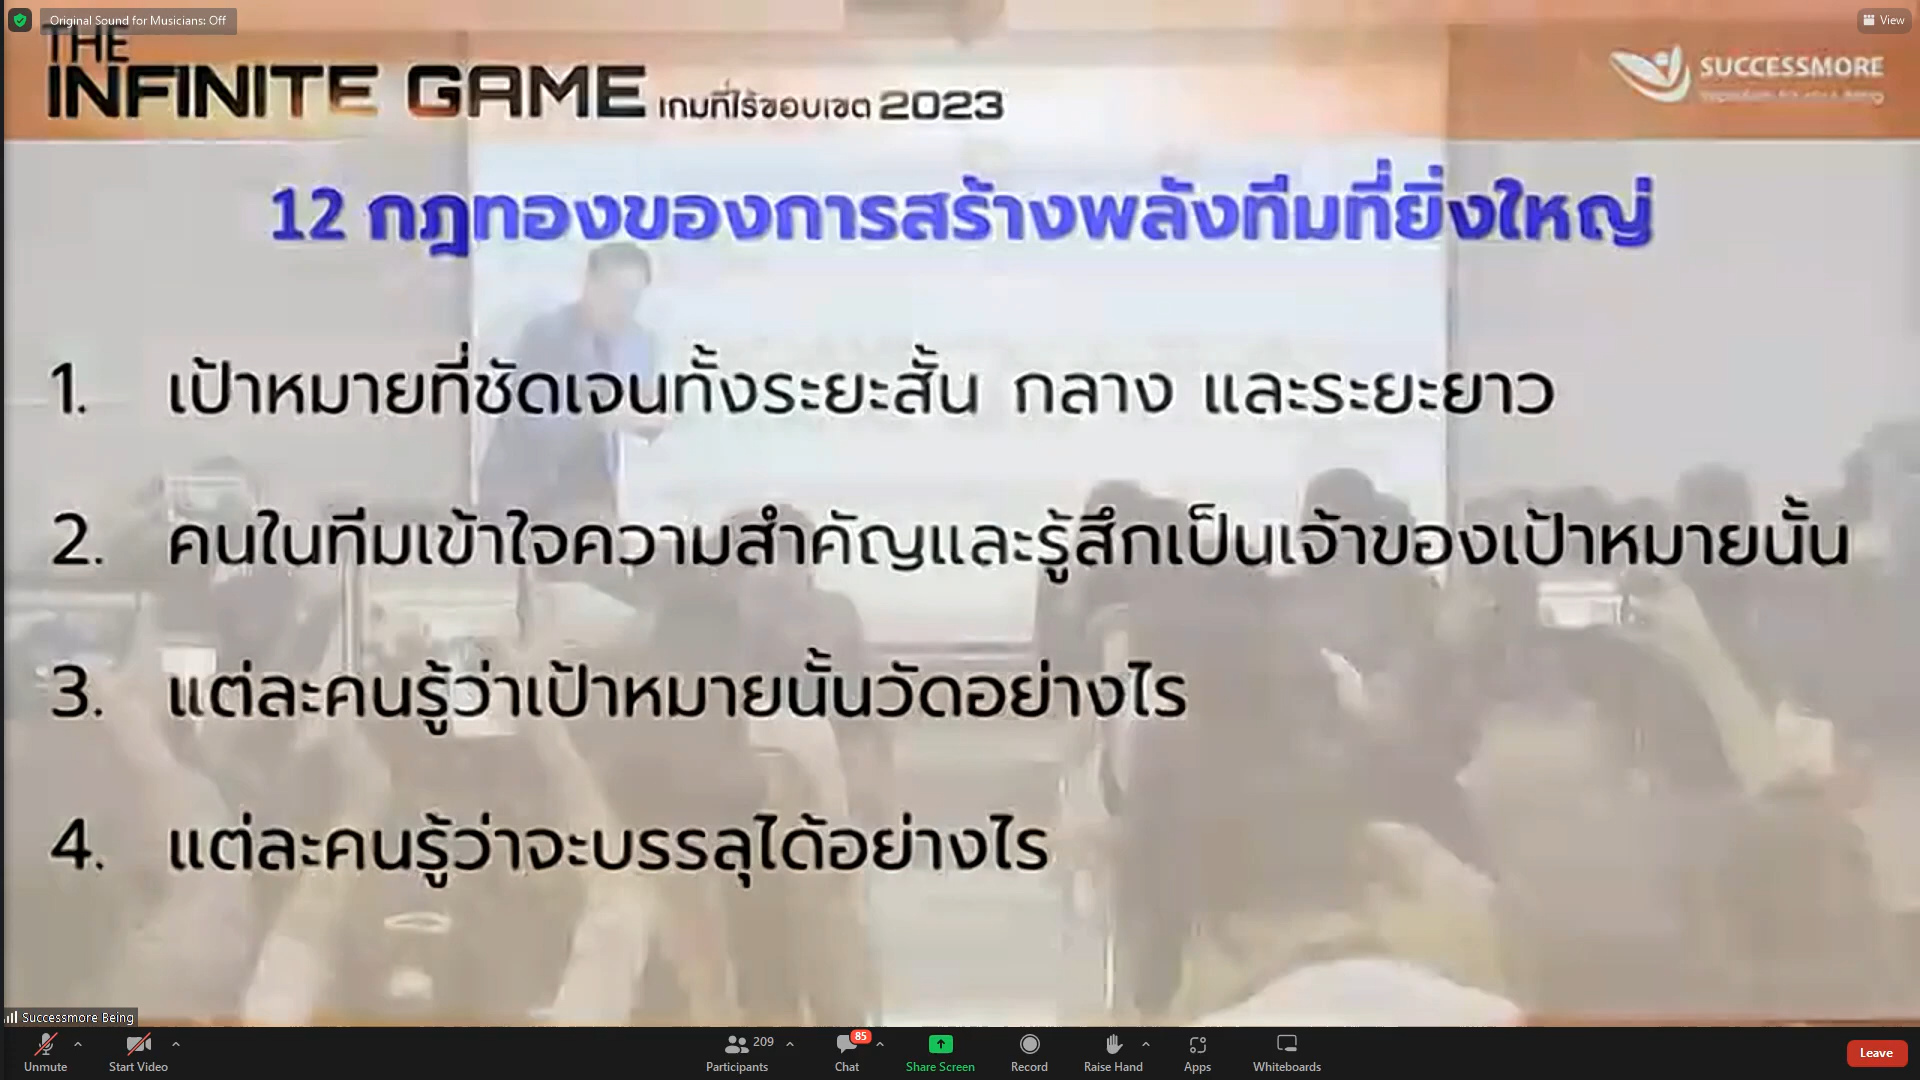 Original Sound for Musicians: Off
View
THE
INFINITE GAME เกมที่ไร้ขอบเขต 2023
SUCCESSMORE
12 กฎทองของการสร้างพลังทีมที่ยิ่งใหญ่
1. เป้าหมายที่ชัดเจนทั้งระยะสั้น กลาง และระยะยาว
2. คนในทีมเข้าใจความสำคัญและรู้สึกเป็นเจ้าของเป้าหมายนั้น
3. แต่ละคนรู้ว่าเป้าหมายนั้นวัดอย่างไร
4. แต่ละคนรู้ว่าจะบรรลุได้อย่างไร
Successmore Being
209
85
Unmute
Start Video
Participants
Chat
Share Screen
Record
Raise Hand
Apps
Whiteboards
Leave